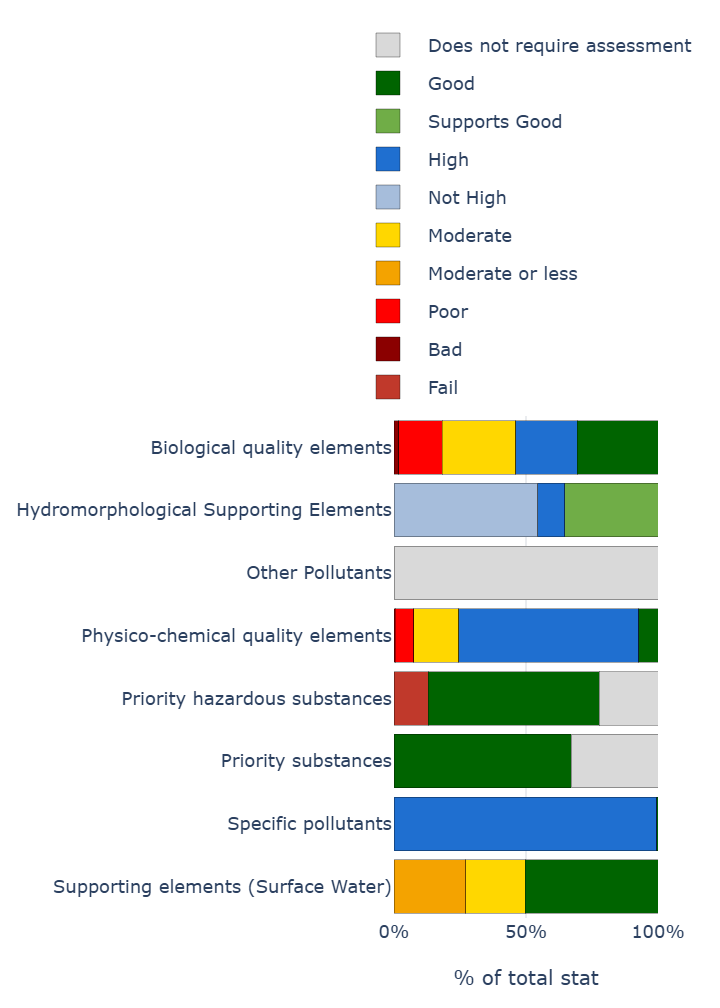 Does not require assessment
Good
Supports Good
High
Not High
Moderate
Moderate or less
Poor
Bad
Fail
Biological quality elements
Hydromorphological Supporting Elements
Other Pollutants
Physico-chemical quality elements
Priority hazardous substances
Priority substances
Specific pollutants
Supporting elements (Surface Water)
0% 50% 100%
% of total stat